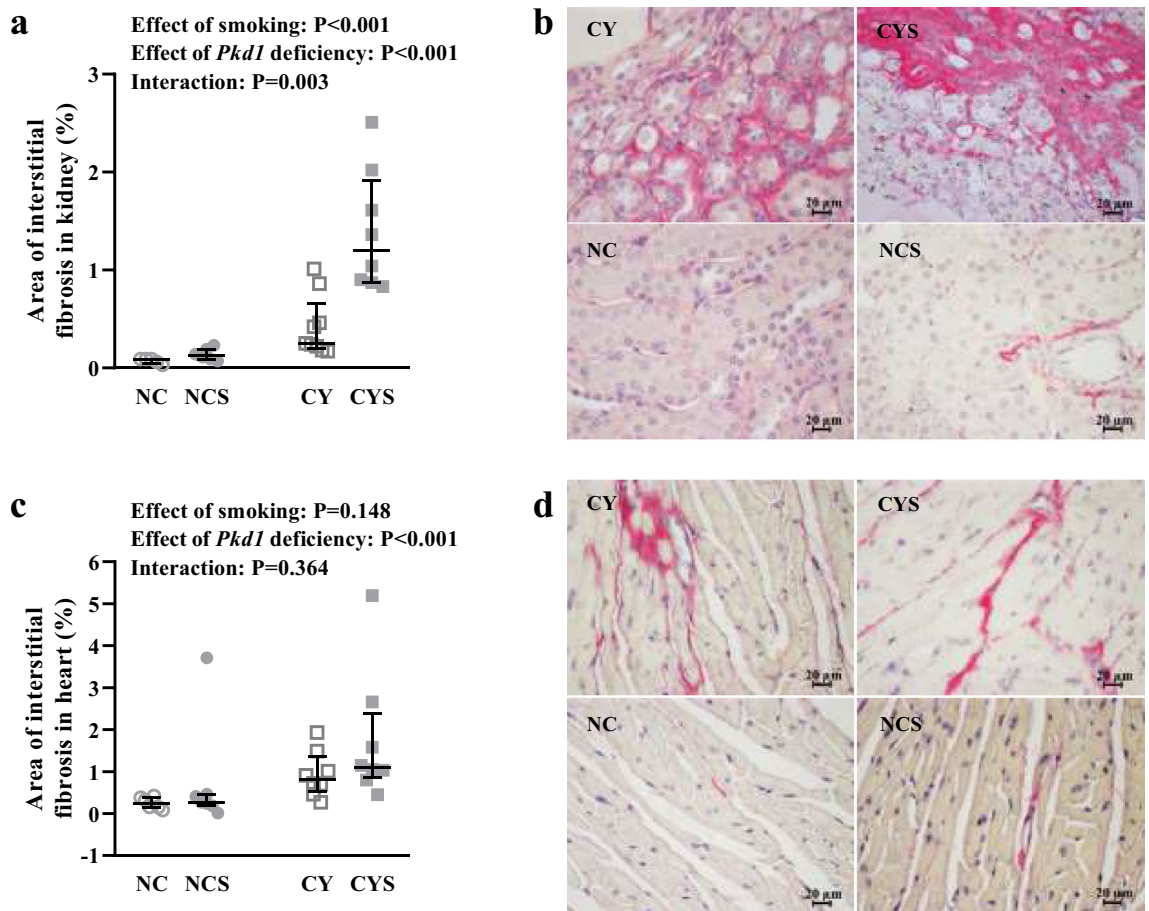 a
Effect of smoking: P<0.001
Effect of Pkd1 deficiency: P<0.001
Interaction: P=0.003
Area of interstitial
fibrosis in kidney (%)
3
2
1
0
NC NCS CY CYS
b
CY
20 µm
CYS
20 µm
NC
20 µm
NCS
20 µm
c
Effect of smoking: P=0.148
Effect of Pkd1 deficiency: P<0.001
Interaction: P=0.364
Area of interstitial
fibrosis in heart (%)
6
5
4
3
2
1
0
-1
NC NCS CY CYS
d
CY
20 µm
CYS
20 µm
NC
20 µm
NCS
20 µm